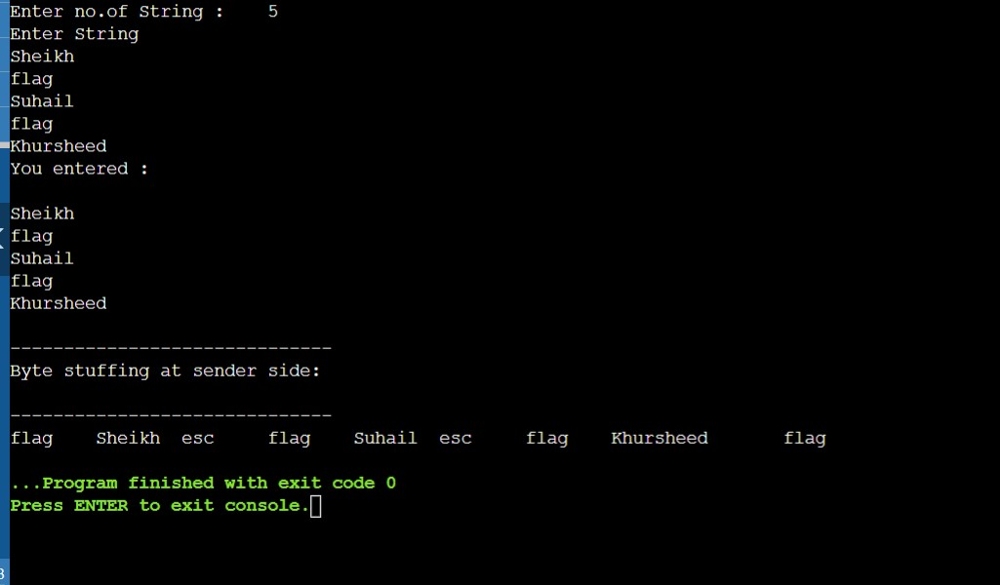 Enter no.of String :    5
Enter String
Sheikh
flag
Suhail
flag
Khursheed
You entered :
Sheikh
flag
Suhail
flag
Khursheed
------------------------------
Byte stuffing at sender side:
------------------------------
flag    Sheikh  esc     flag    Suhail  esc     flag    Khursheed       flag
...Program finished with exit code 0
Press ENTER to exit console.